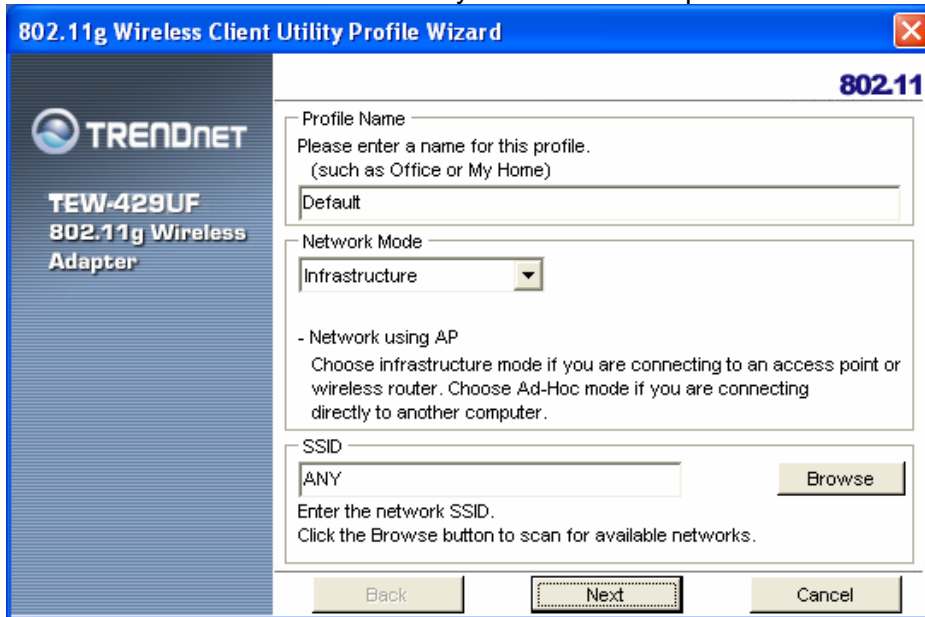 802.11g Wireless Client Utility Profile Wizard
802.11
TRENDNET
TEW-429UF
802.11g Wireless
Adapter
Profile Name
Please enter a name for this profile.
(such as Office or My Home)
Default
Network Mode
Infrastructure
- Network using AP
Choose infrastructure mode if you are connecting to an access point or
wireless router. Choose Ad-Hoc mode if you are connecting
directly to another computer.
SSID
ANY
Browse
Enter the network SSID.
Click the Browse button to scan for available networks.
Back
Next
Cancel